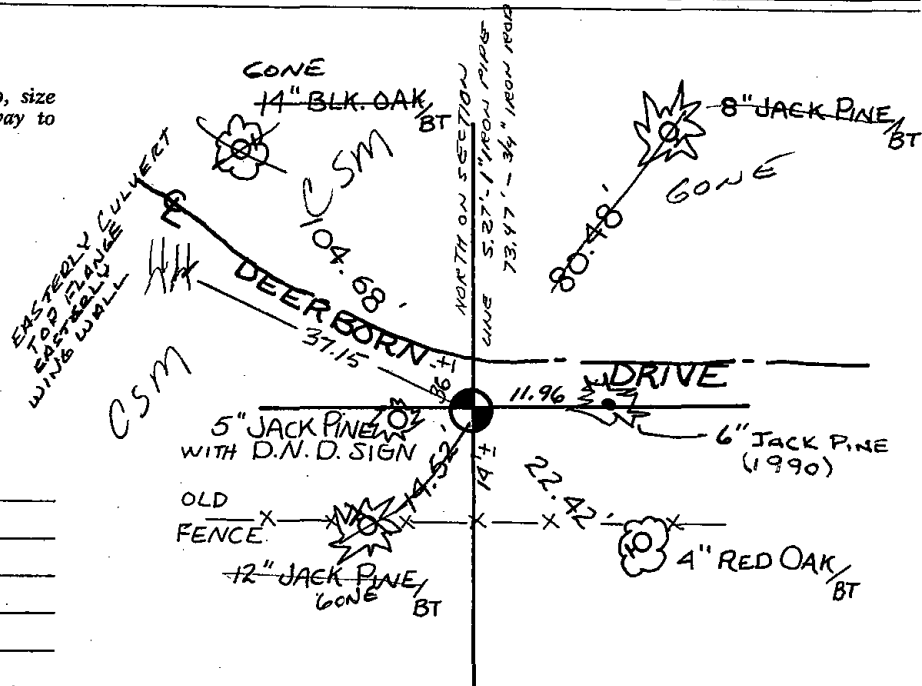 , size
way to
GONE
14" BLK. OAK/BT
CSM
104.68'
NORTH ON SECTION LINE
5.27' - 1" IRON PIPE
73.47' - 3/4" IRON ROD
8" JACK PINE/BT
GONE
80.48'
EASTERLY CULVERT
TOP FLANGE
EASTERLY
WING WALL
CL
DEERBORN DRIVE
37.15
36'±
11.96
CSM
5" JACK PINE
WITH D.N.D. SIGN
6" JACK PINE
(1990)
14.52'
14'±
22.42'
OLD
FENCE
12" JACK PINE/BT
GONE
4" RED OAK/BT